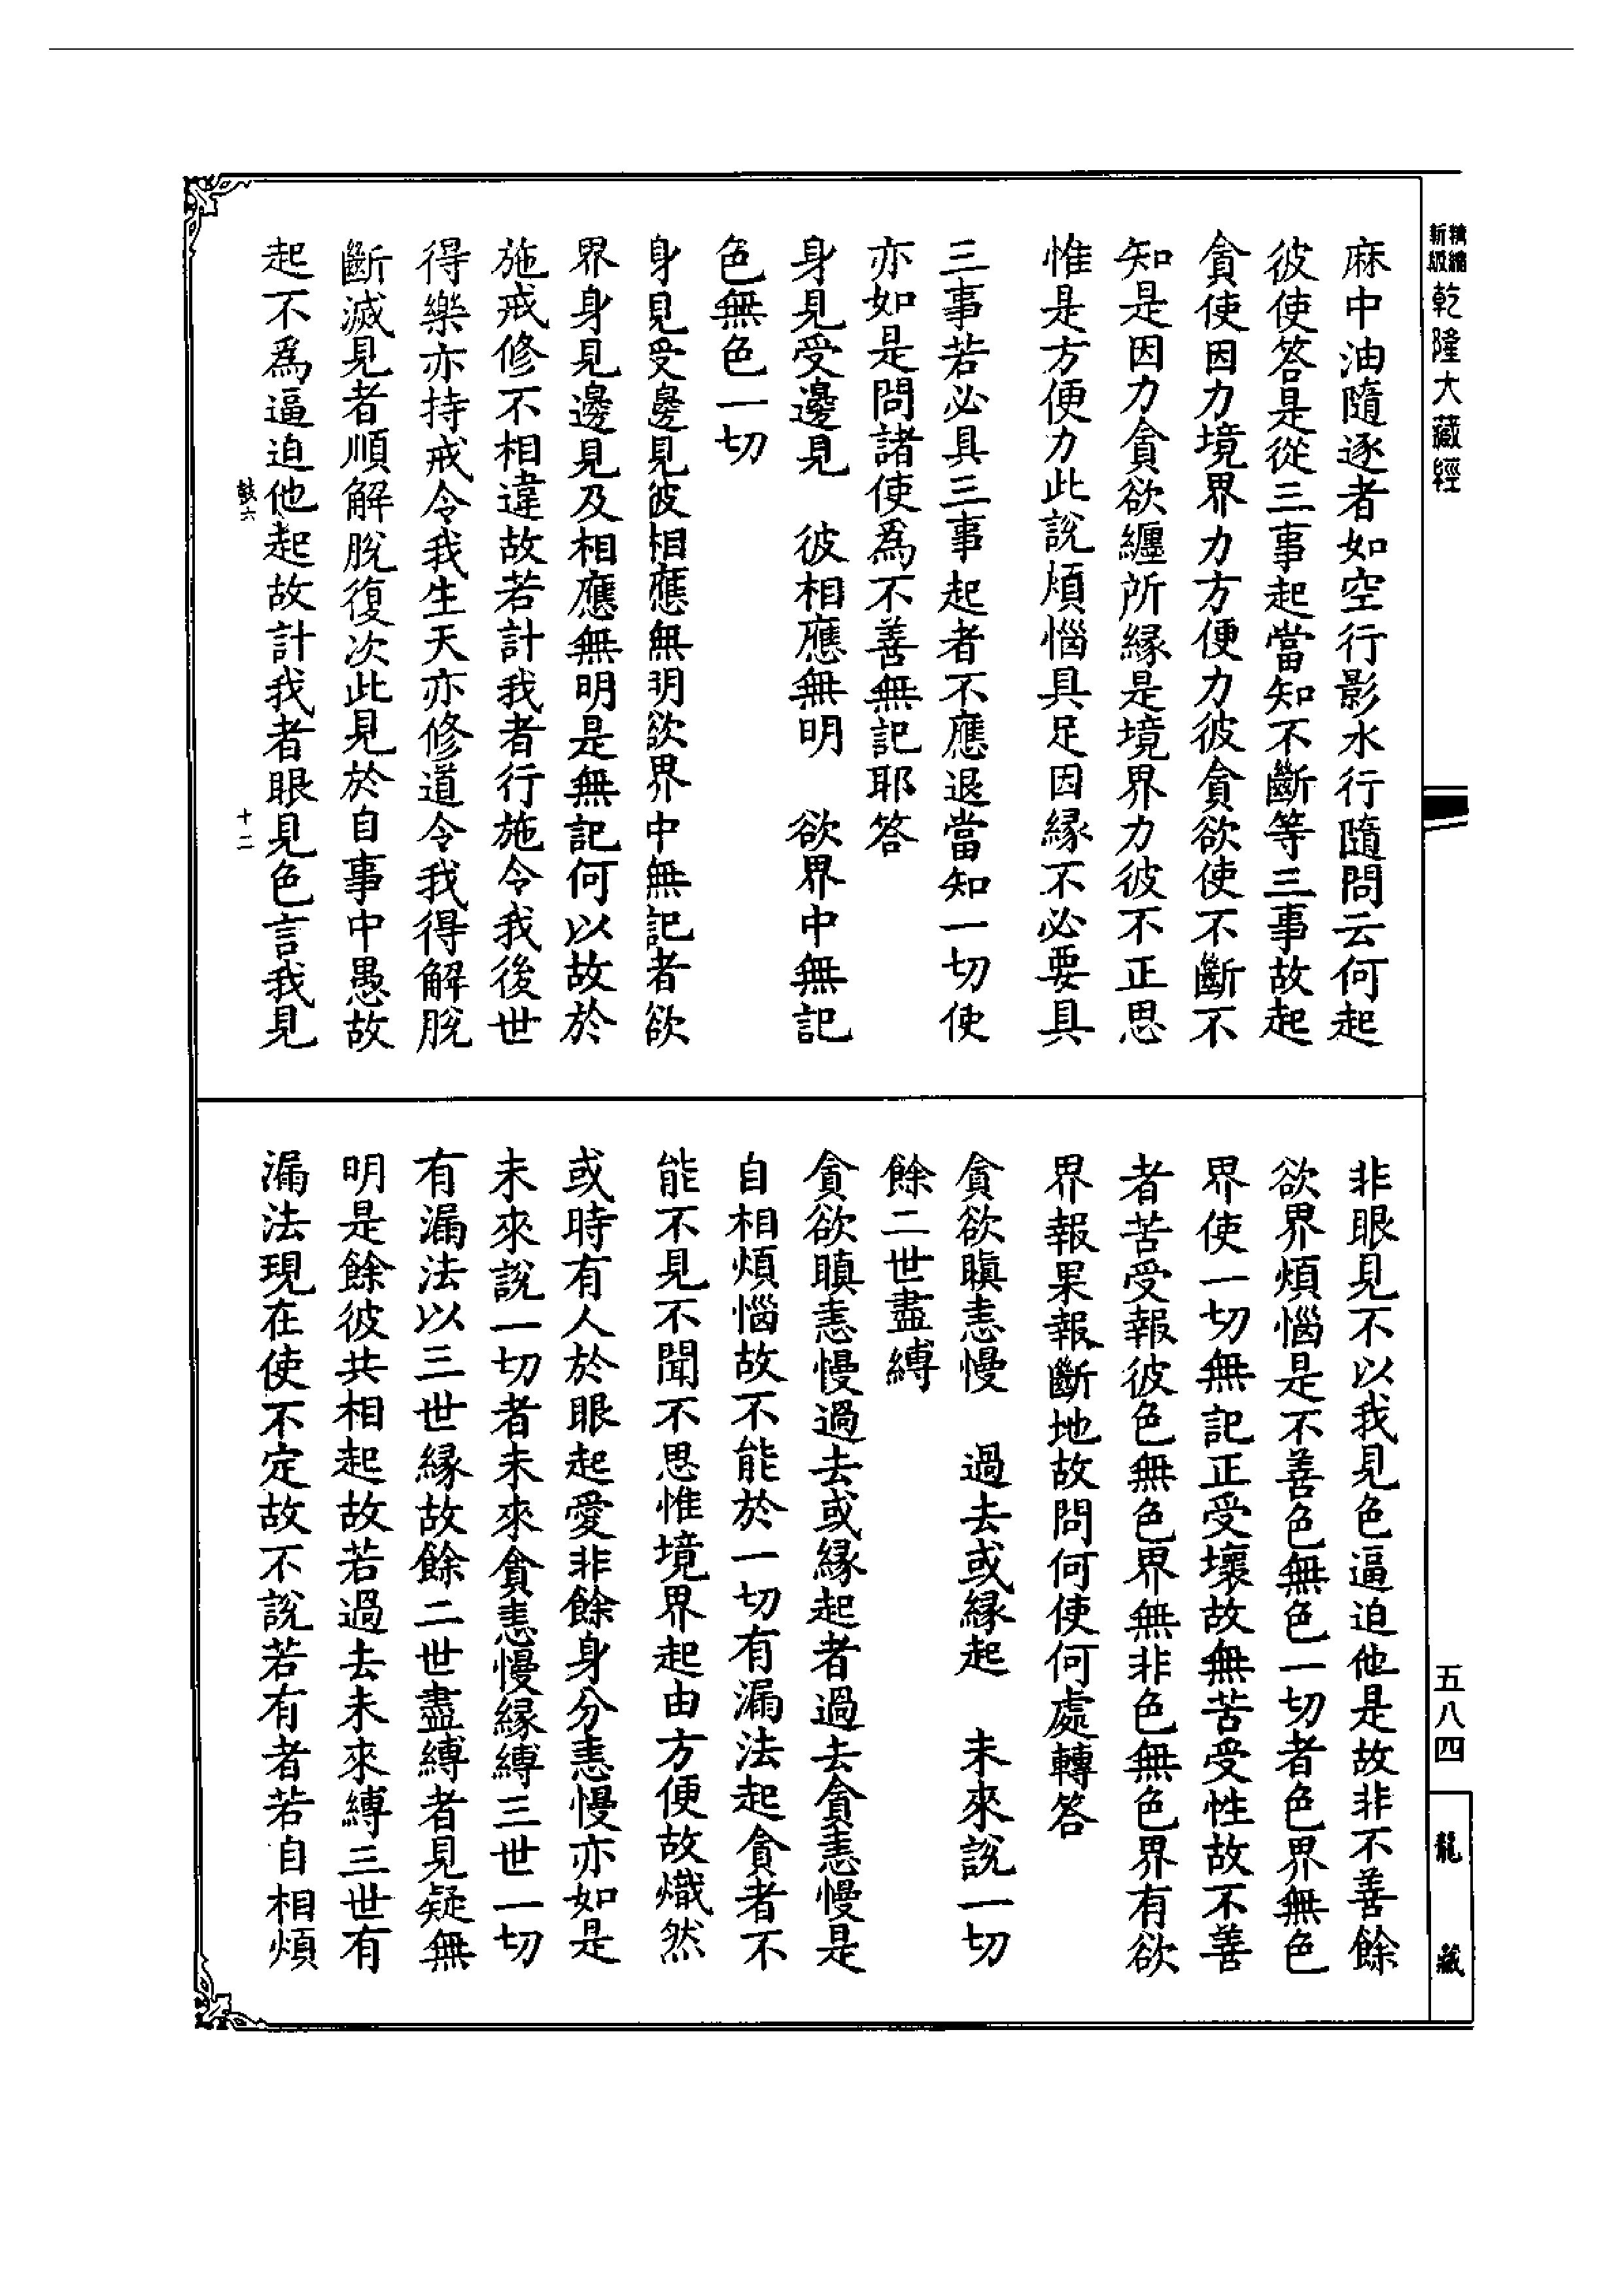 精縮
新版
乾隆大藏經
麻中油隨逐者如空行影水行隨問云何起
彼使答是從三事起當知不斷等三事故起
貪使因力境界力方便力彼貪欲使不斷不
知是因力貪欲纏所緣是境界力彼不正思
惟是方便力此說煩惱具足因緣不必要具
三事若必具三事起者不應退當知一切使
亦如是問諸使為不善無記耶答
身見受邊見　彼相應無明　欲界中無記
色無色一切
身見受邊見彼相應無明欲界中無記者欲
界身見邊見及相應無明是無記何以故於
施戒修不相違故若計我者行施令我後世
得樂亦持戒令我生天亦修道令我得解脫
斷滅見者順解脫復次此見於自事中愚故
起不為逼迫他起故計我者眼見色言我見
鼓六
十二
非眼見不以我見色逼迫他是故非不善餘
欲界煩惱是不善色無色一切者色界無色
界使一切無記正受壞故無苦受性故不善
者苦受報彼色無色界無非色無色界有欲
界報果報斷地故問何使何處轉答
貪欲瞋恚慢　過去或緣起　未來說一切
餘二世盡縛
貪欲瞋恚慢過去或緣起者過去貪恚慢是
自相煩惱故不能於一切有漏法起貪者不
能不見不聞不思惟境界起由方便故熾然
或時有人於眼起愛非餘身分恚慢亦如是
未來說一切者未來貪恚慢緣縛三世一切
有漏法以三世緣故餘二世盡縛者見疑無
明是餘彼共相起故若過去未來縛三世有
漏法現在使不定故不說若有者若自相煩
五八四
龍藏